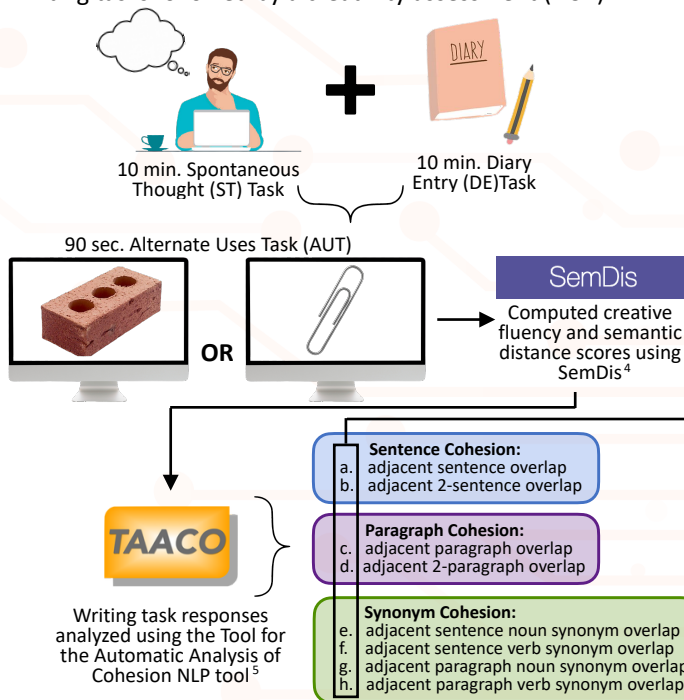 DIARY
10 min. Spontaneous
Thought (ST) Task
10 min. Diary
Entry (DE)Task
90 sec. Alternate Uses Task (AUT)
OR
SemDis
Computed creative
fluency and semantic
distance scores using
SemDis⁴
Sentence Cohesion:
a. adjacent sentence overlap
b. adjacent 2-sentence overlap
TAACO
Paragraph Cohesion:
c. adjacent paragraph overlap
d. adjacent 2-paragraph overlap
Writing task responses
analyzed using the Tool for
the Automatic Analysis of
Cohesion NLP tool⁵
Synonym Cohesion:
e. adjacent sentence noun synonym overlap
f. adjacent sentence verb synonym overlap
g. adjacent paragraph noun synonym overlap
h. adjacent paragraph verb synonym overlap